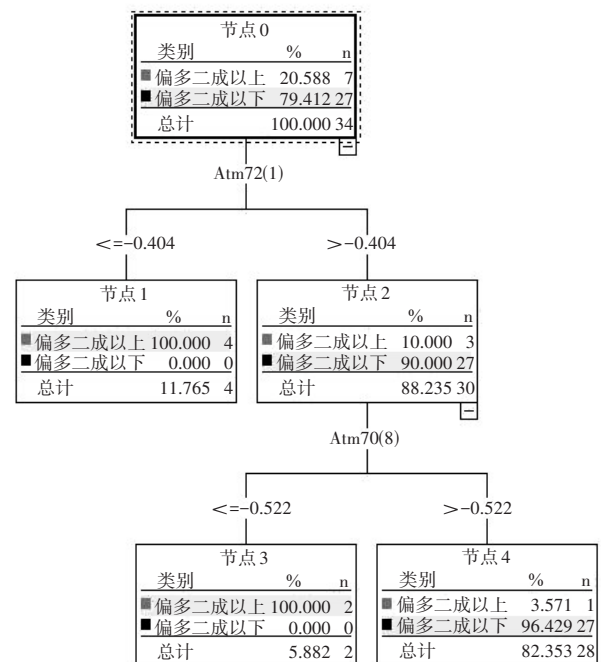 节点0
类别 % n
偏多二成以上 20.588 7
偏多二成以下 79.412 27
总计 100.000 34
Atm72(1)
<=-0.404 >-0.404
节点1
类别 % n
偏多二成以上 100.000 4
偏多二成以下 0.000 0
总计 11.765 4
节点2
类别 % n
偏多二成以上 10.000 3
偏多二成以下 90.000 27
总计 88.235 30
Atm70(8)
<=-0.522 >-0.522
节点3
类别 % n
偏多二成以上 100.000 2
偏多二成以下 0.000 0
总计 5.882 2
节点4
类别 % n
偏多二成以上 3.571 1
偏多二成以下 96.429 27
总计 82.353 28